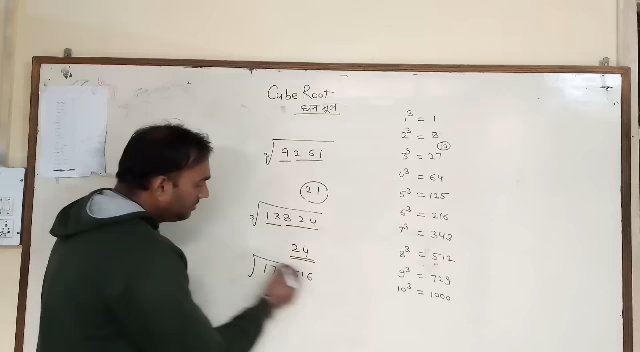 Cube Root
घन मूल
∛9261
21
∛13824
24
1³ = 1
2³ = 8
3³ = 27
4³ = 64
5³ = 125
6³ = 216
7³ = 343
8³ = 512
9³ = 729
10³ = 1000